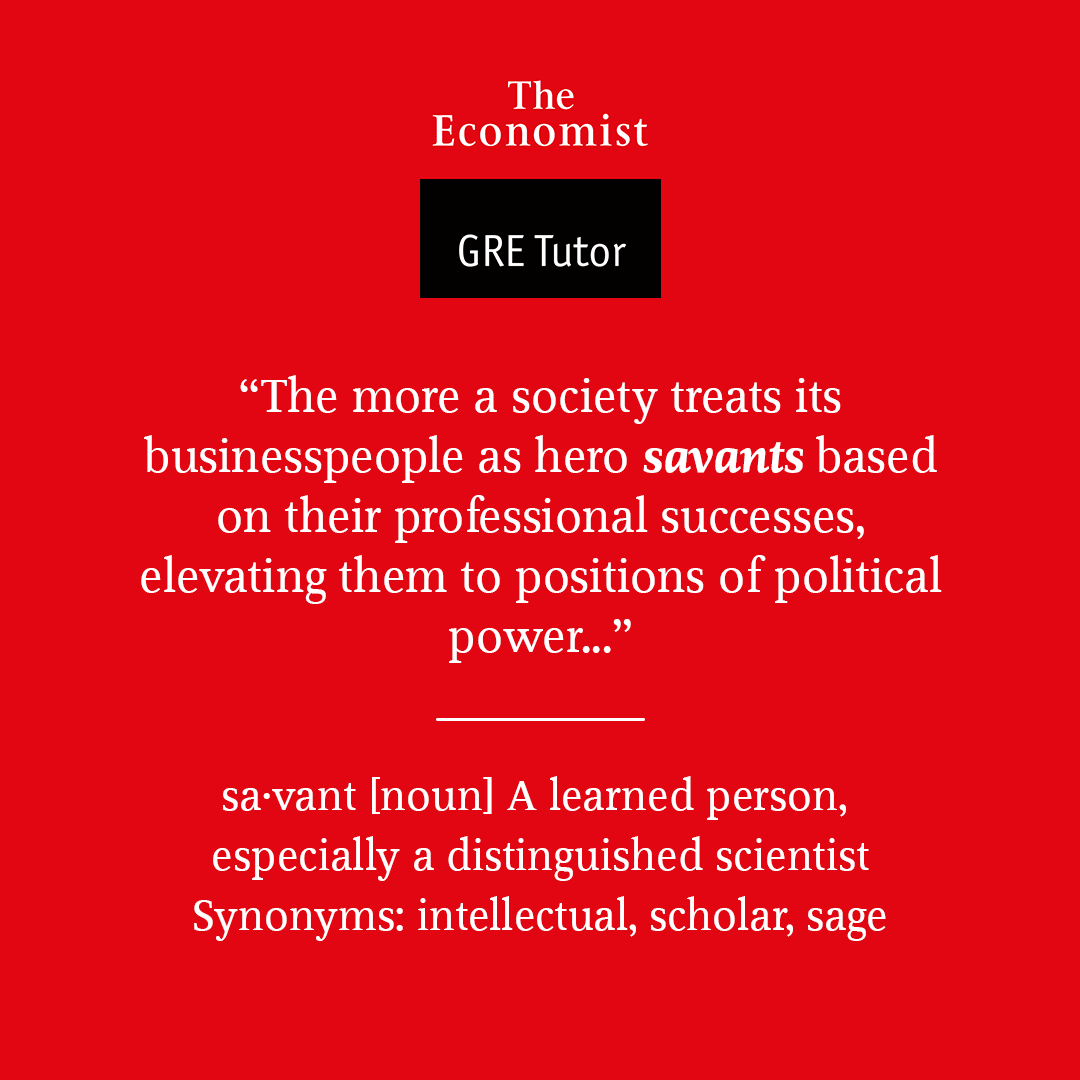 The
Economist
GRE Tutor
“The more a society treats its
businesspeople as hero savants based
on their professional successes,
elevating them to positions of political
power...”
sa·vant [noun] A learned person,
especially a distinguished scientist
Synonyms: intellectual, scholar, sage